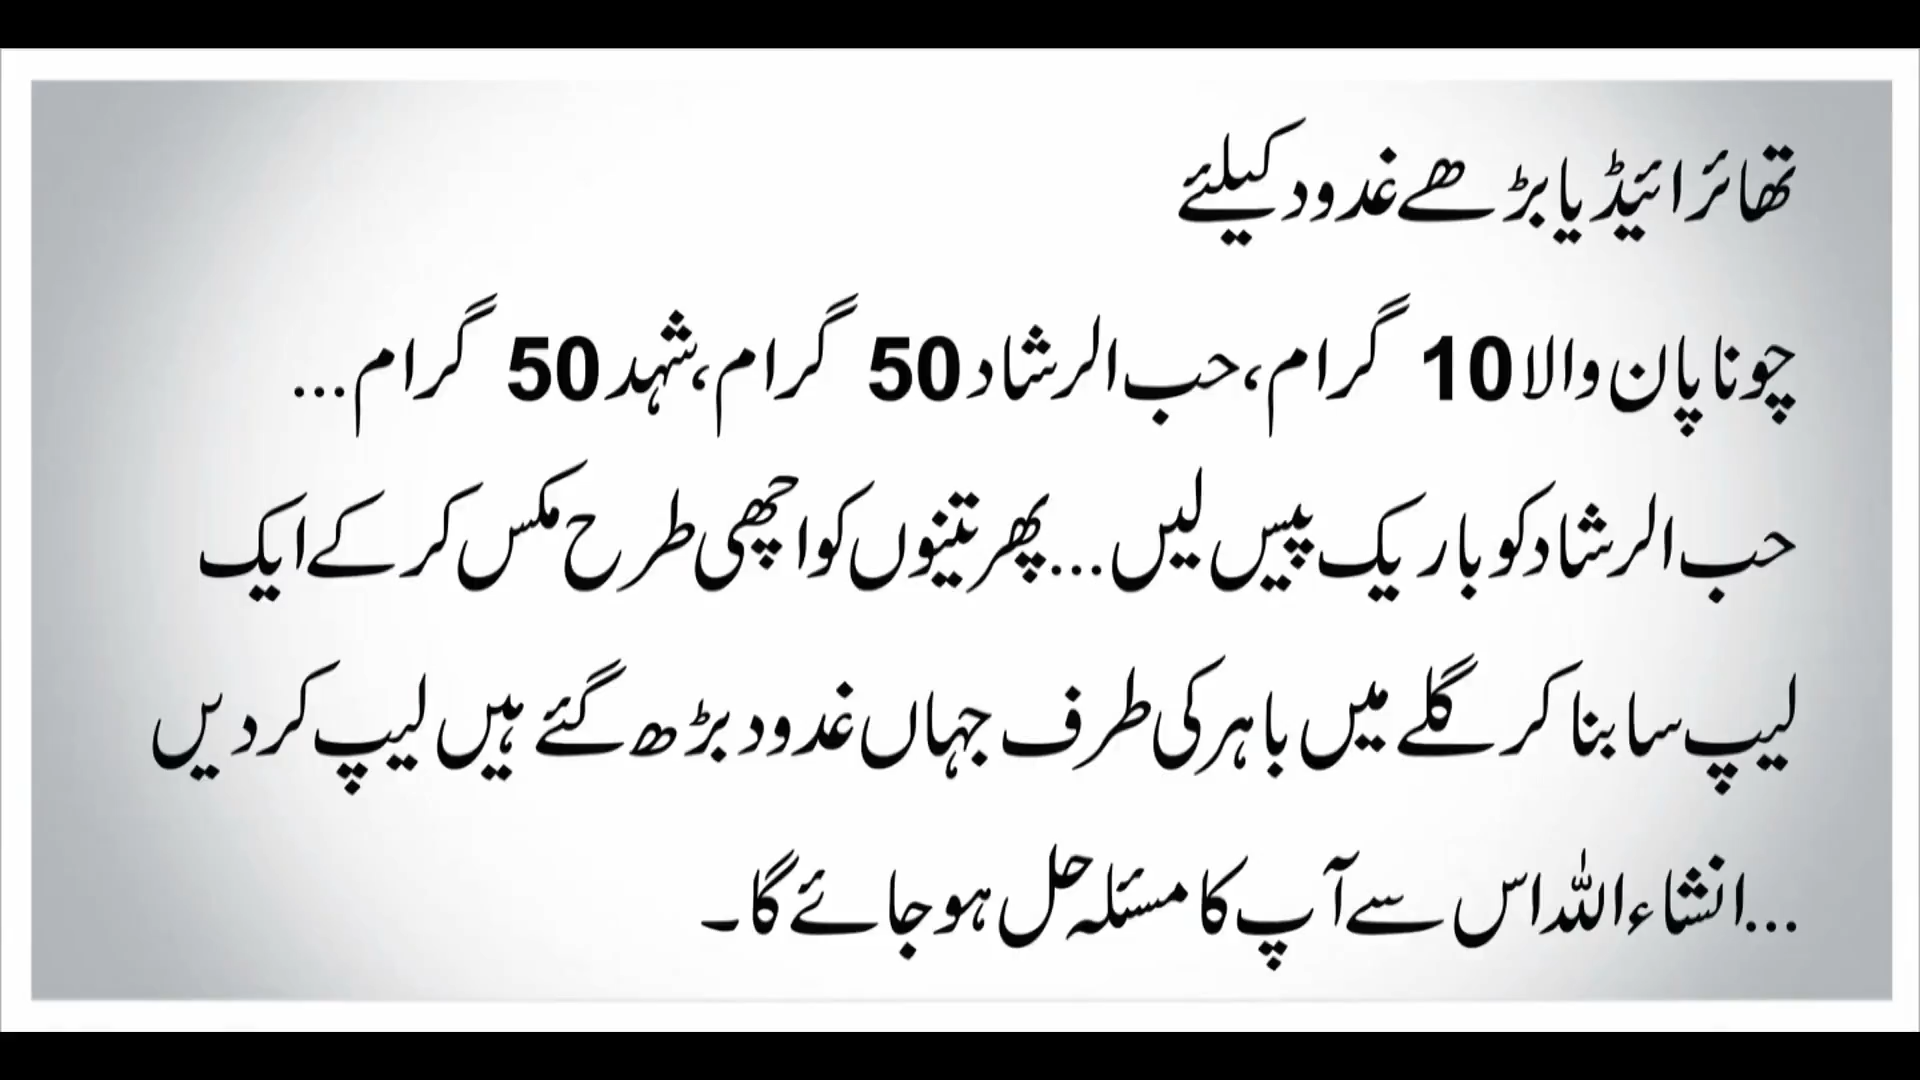 تھائرائیڈ یا بڑھے غدود کیلئے
چونا پان والا 10 گرام، حب الرشاد 50 گرام، شہد 50 گرام...
حب الرشاد کو باریک پیس لیں... پھر تینوں کو اچھی طرح مکس کر کے ایک
لیپ سا بنا کر گلے میں باہر کی طرف جہاں غدود بڑھ گئے ہیں لیپ کر دیں
...انشاء اللہ اس سے آپ کا مسئلہ حل ہو جائے گا۔